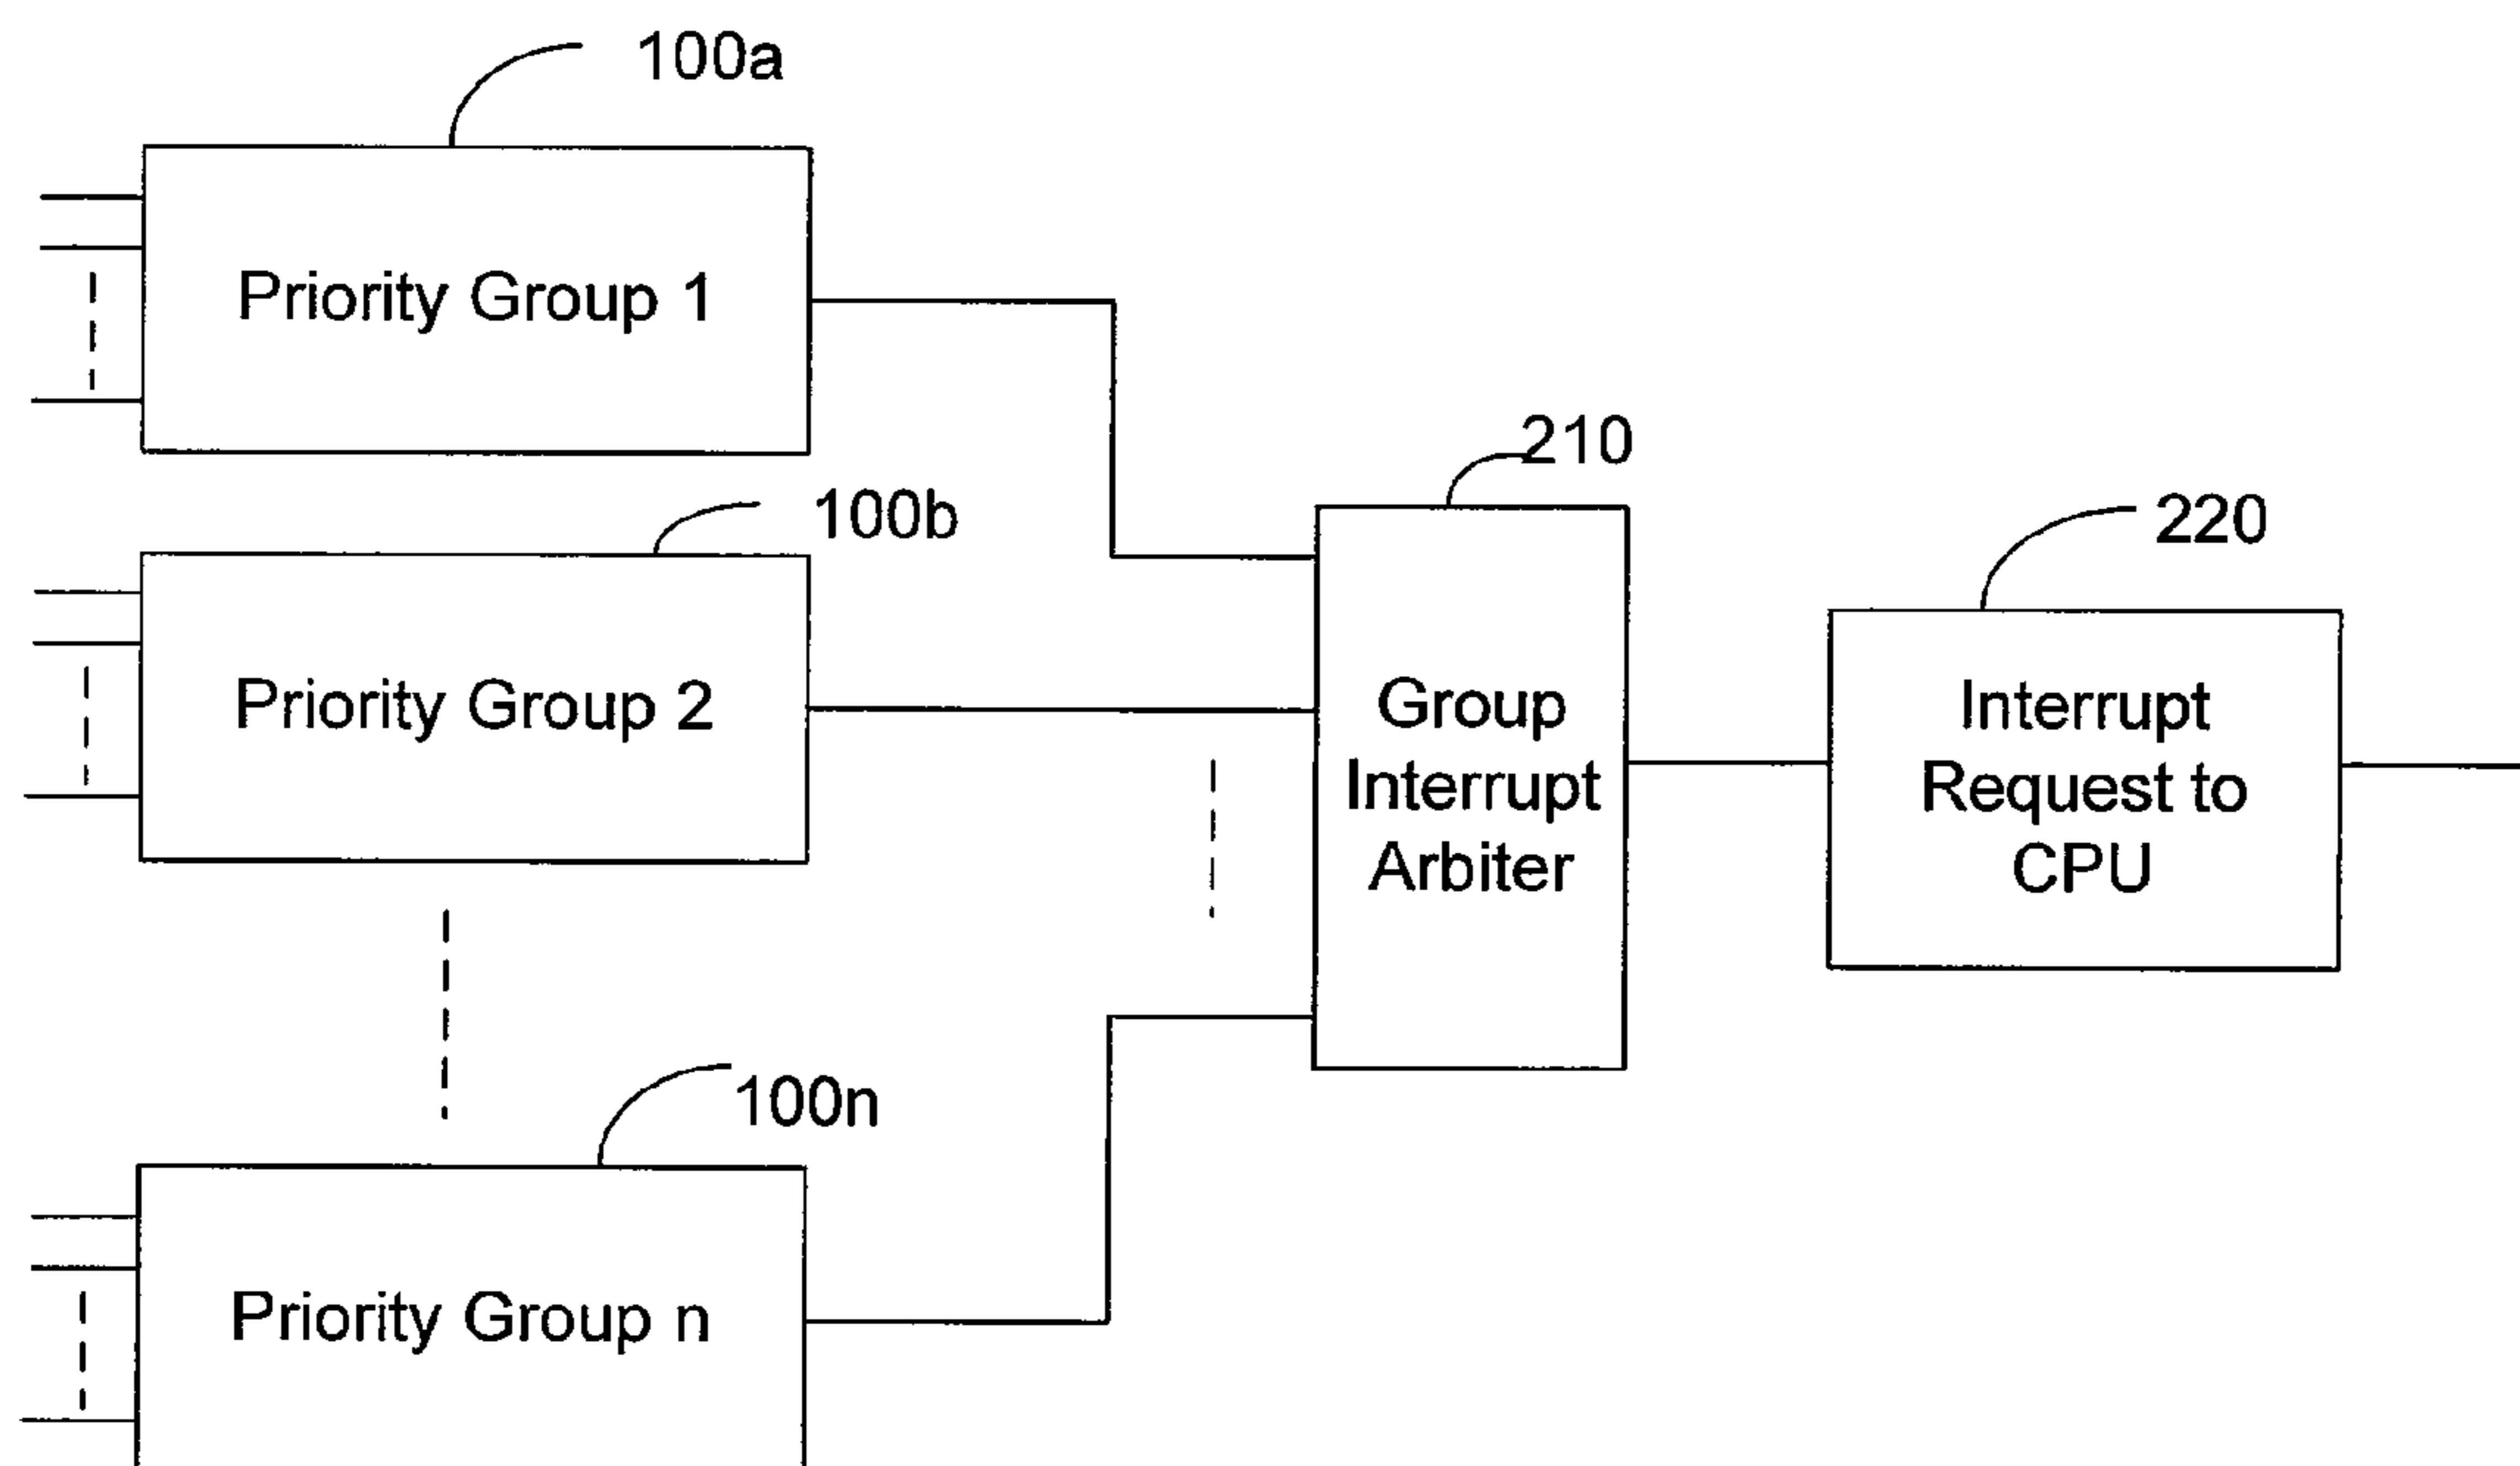 100a
Priority Group 1
100b
Priority Group 2
100n
Priority Group n
210
Group
Interrupt
Arbiter
220
Interrupt
Request to
CPU